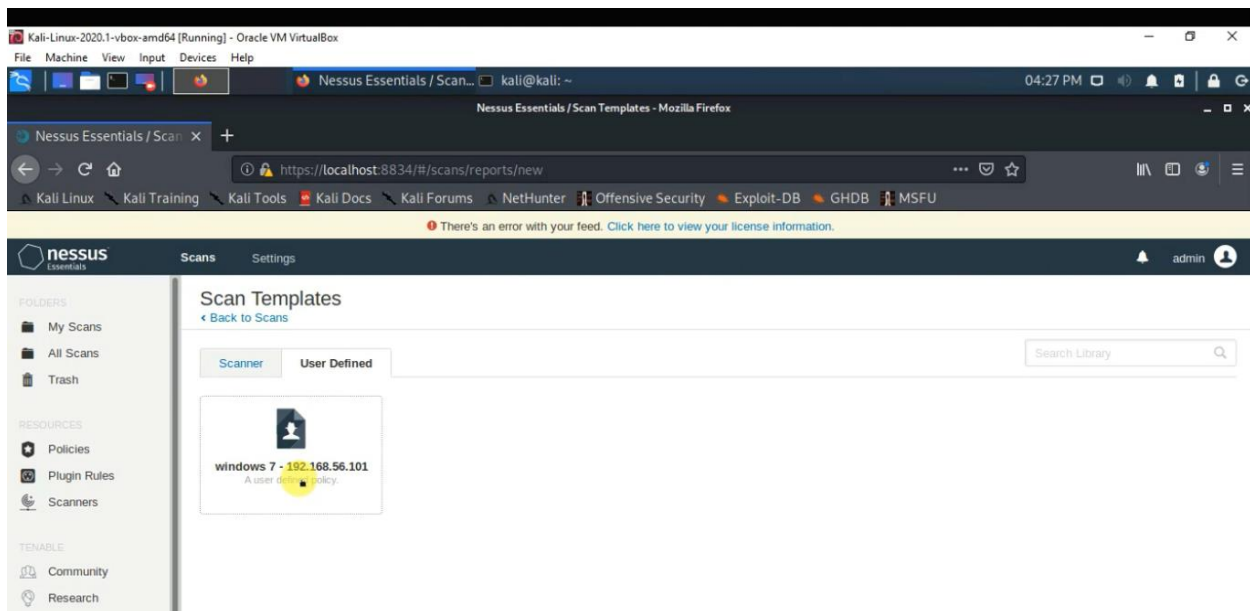 Kali-Linux-2020.1-vbox-amd64 [Running] - Oracle VM VirtualBox
File Machine View Input Devices Help
Nessus Essentials / Scan... kali@kali: ~ 04:27 PM
Nessus Essentials / Scan Templates - Mozilla Firefox
Nessus Essentials / Scan
https://localhost:8834/#/scans/reports/new
Kali Linux Kali Training Kali Tools Kali Docs Kali Forums NetHunter Offensive Security Exploit-DB GHDB MSFU
There's an error with your feed. Click here to view your license information.
nessus Essentials Scans Settings admin
FOLDERS
My Scans
All Scans
Trash
RESOURCES
Policies
Plugin Rules
Scanners
TENABLE
Community
Research
Scan Templates
Back to Scans
Scanner User Defined Search Library
windows 7 - 192.168.56.101
A user defined policy.